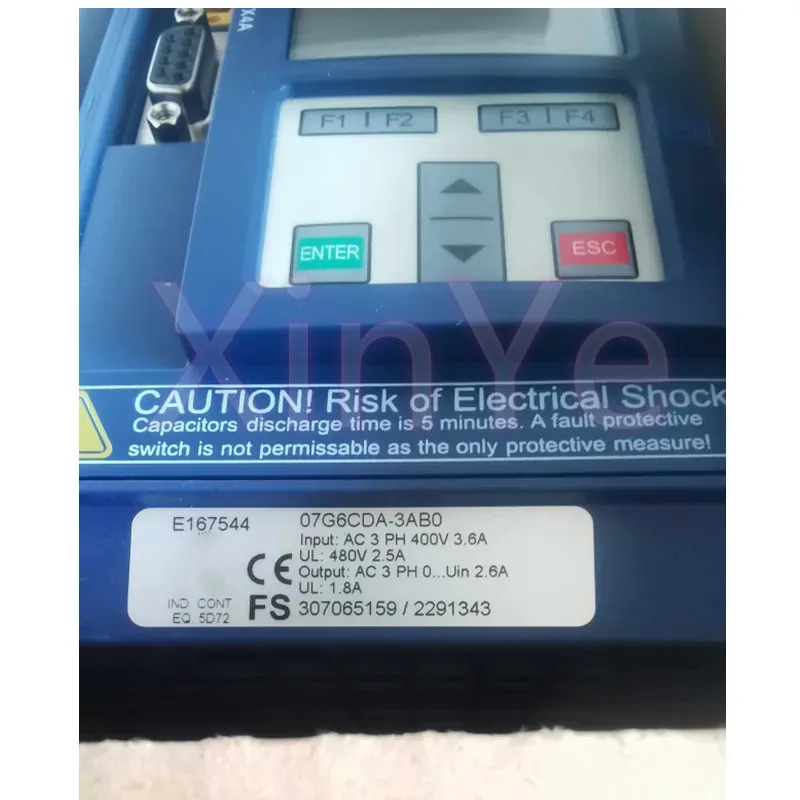 X4A
F1 | F2
F3 | F4
ENTER
ESC
XinYe
CAUTION! Risk of Electrical Shock
Capacitors discharge time is 5 minutes. A fault protective
switch is not permissable as the only protective measure!
E167544
07G6CDA-3AB0
Input: AC 3 PH 400V 3.6A
UL: 480V 2.5A
CE
Output: AC 3 PH 0...Uin 2.6A
UL: 1.8A
IND. CONT.
EQ. 5D72
FS 307065159 / 2291343